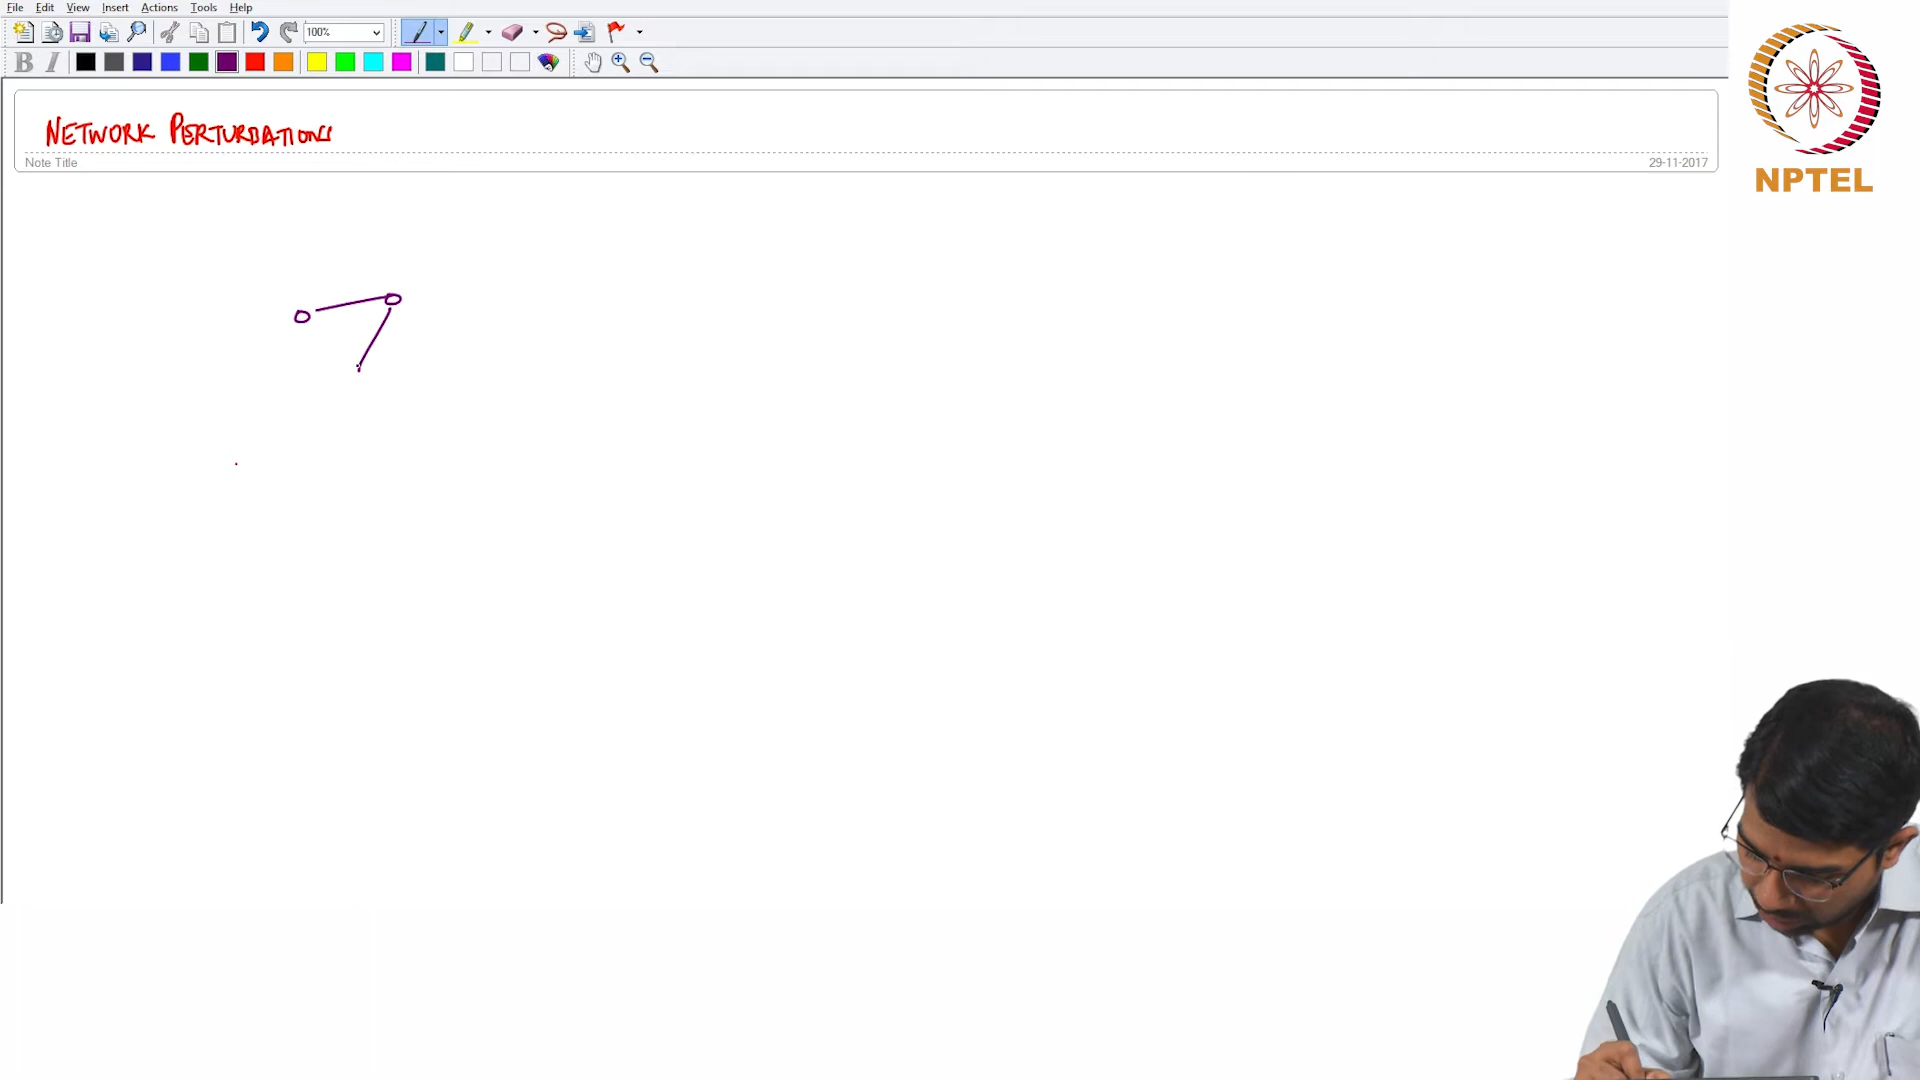 File Edit View Insert Actions Tools Help
100%
B I
NETWORK PERTURBATIONS
Note Title
29-11-2017
NPTEL